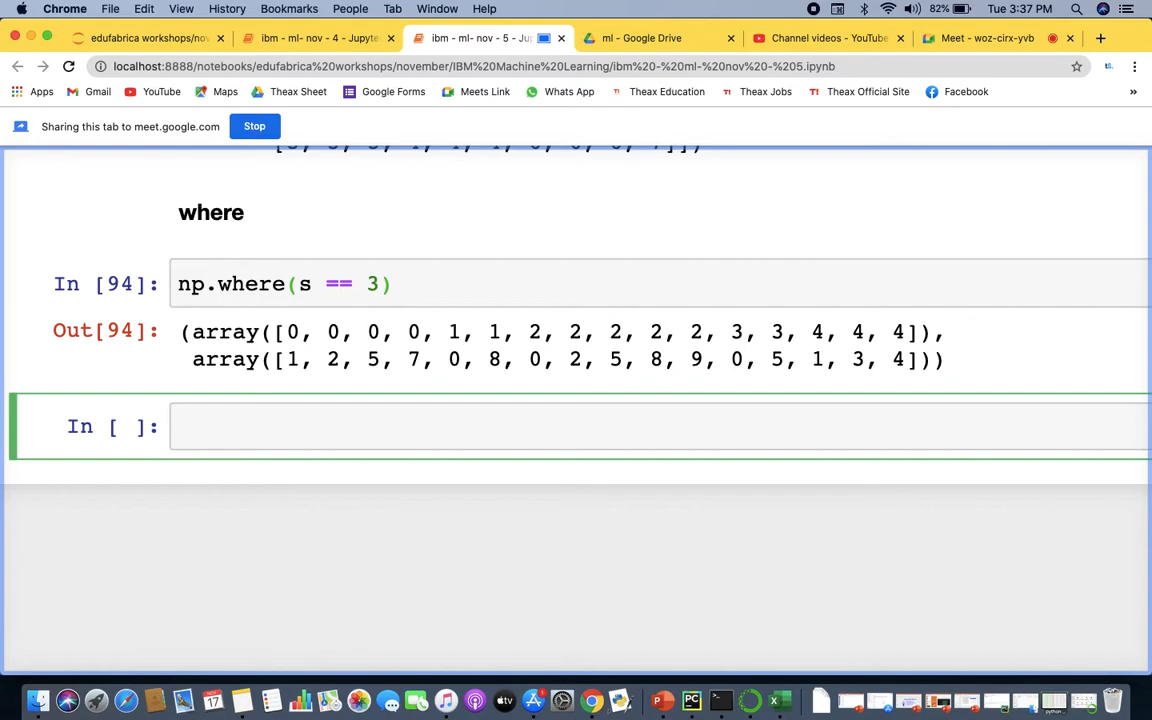 Chrome File Edit View History Bookmarks People Tab Window Help 82% Tue 3:37 PM
edufabrica workshops/nov ibm - ml- nov - 4 - Jupyte ibm - ml- nov - 5 - Ju ml - Google Drive Channel videos - YouTube Meet - woz-cirx-yvb
localhost:8888/notebooks/edufabrica%20workshops/november/IBM%20Machine%20Learning/ibm%20-%20ml-%20nov%20-%205.ipynb
Apps Gmail YouTube Maps Theax Sheet Google Forms Meets Link Whats App Theax Education Theax Jobs Theax Official Site Facebook »
Sharing this tab to meet.google.com Stop
where
In [94]: np.where(s == 3)
Out[94]: (array([0, 0, 0, 0, 1, 1, 2, 2, 2, 2, 2, 3, 3, 4, 4, 4]),
array([1, 2, 5, 7, 0, 8, 0, 2, 5, 8, 9, 0, 5, 1, 3, 4]))
In [ ]: